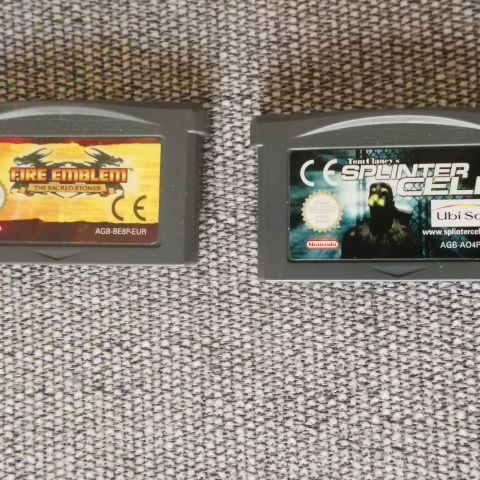 FIRE EMBLEM
THE SACRED STONES
AGB-BE8P-EUR
CE
CE
Tom Clancy's
SPLINTER
CELL
Nintendo
Ubi So
www.splintercel
AGB-AO4P